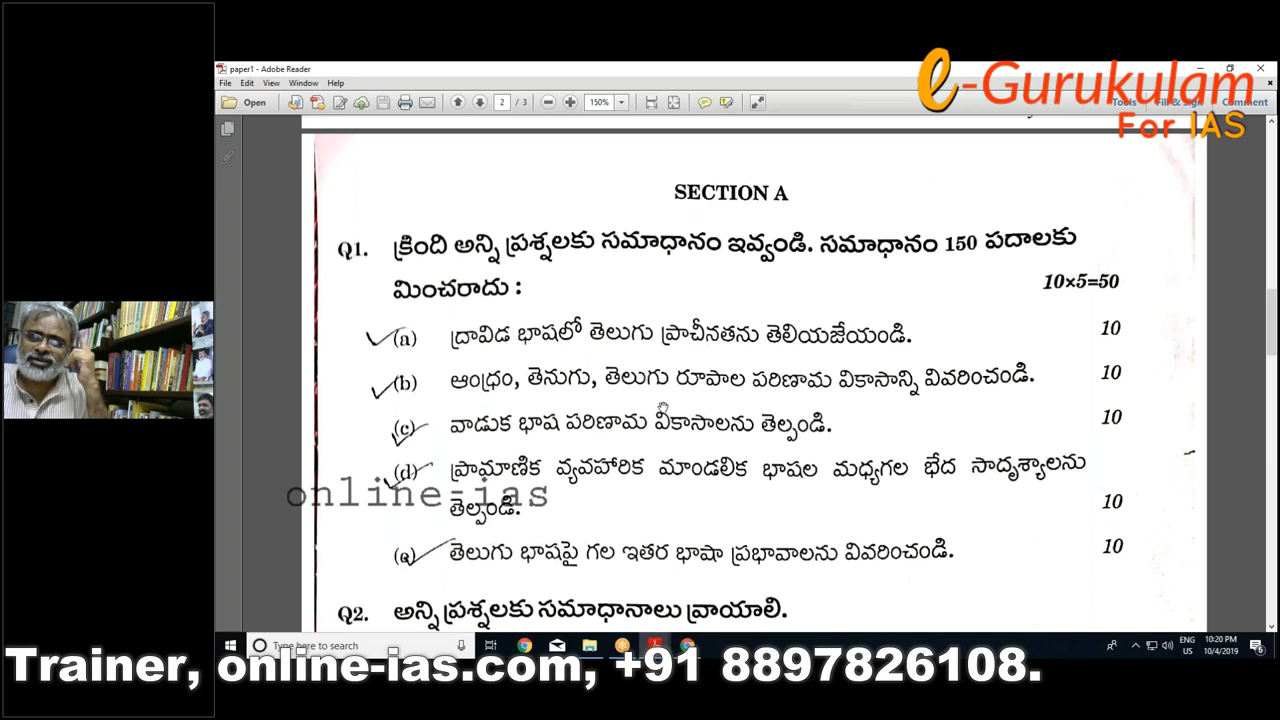 e-Gurukulam
For IAS
paper1 - Adobe Reader
File Edit View Window Help
Open 2 / 3 150% Tools Fill & Sign Comment
SECTION A
Q1. క్రింది అన్ని ప్రశ్నలకు సమాధానం ఇవ్వండి. సమాధానం 150 పదాలకు
మించరాదు : 10×5=50
(a) ద్రావిడ భాషలో తెలుగు ప్రాచీనతను తెలియజేయండి. 10
(b) ఆంధ్రం, తెనుగు, తెలుగు రూపాల పరిణామ వికాసాన్ని వివరించండి. 10
(c) వాడుక భాష పరిణామ వికాసాలను తెల్పండి. 10
(d) ప్రామాణిక వ్యవహారిక మాండలిక భాషల మధ్యగల భేద సాదృశ్యాలను
online-ias
తెల్పండి. 10
(e) తెలుగు భాషపై గల ఇతర భాషా ప్రభావాలను వివరించండి. 10
Q2. అన్ని ప్రశ్నలకు సమాధానాలు వ్రాయాలి.
Type here to search
ENG
US
10:20 PM
10/4/2019
Trainer, online-ias.com, +91 8897826108.